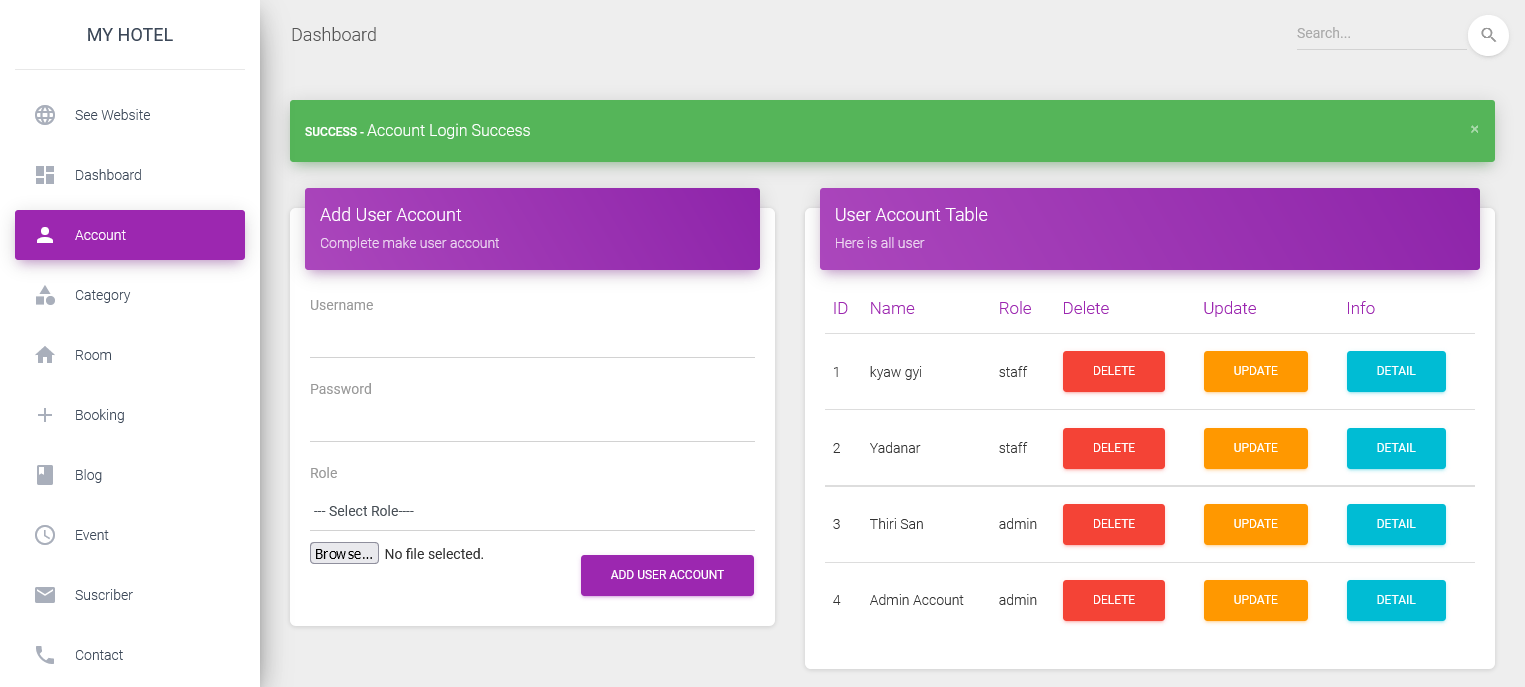 MY HOTEL
See Website
Dashboard
Account
Category
Room
Booking
Blog
Event
Suscriber
Contact
Dashboard
Search...
SUCCESS - Account Login Success ×
Add User Account
Complete make user account
Username
Password
Role
--- Select Role----
Browse... No file selected.
ADD USER ACCOUNT
User Account Table
Here is all user
ID Name Role Delete Update Info
1 kyaw gyi staff DELETE UPDATE DETAIL
2 Yadanar staff DELETE UPDATE DETAIL
3 Thiri San admin DELETE UPDATE DETAIL
4 Admin Account admin DELETE UPDATE DETAIL